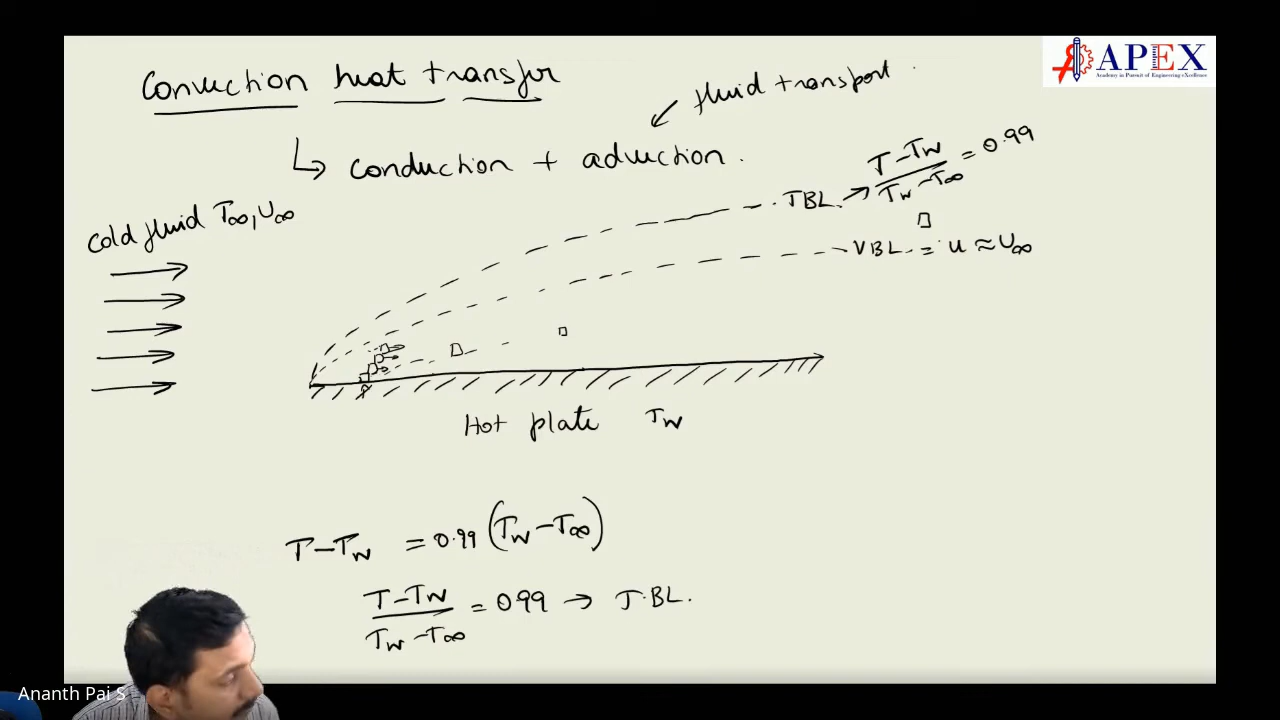 Convection heat transfer
APEX
Academy in Pursuit of Engineering eXcellence
fluid transport
↳ conduction + advection.
T-Tw / Tw-T∞ = 0.99
TBL →
cold fluid T∞, U∞
VBL = u ≈ U∞
Hot plate Tw
T-Tw = 0.99 (Tw-T∞)
T-Tw / Tw-T∞ = 0.99 → T.BL.
Ananth Pai S